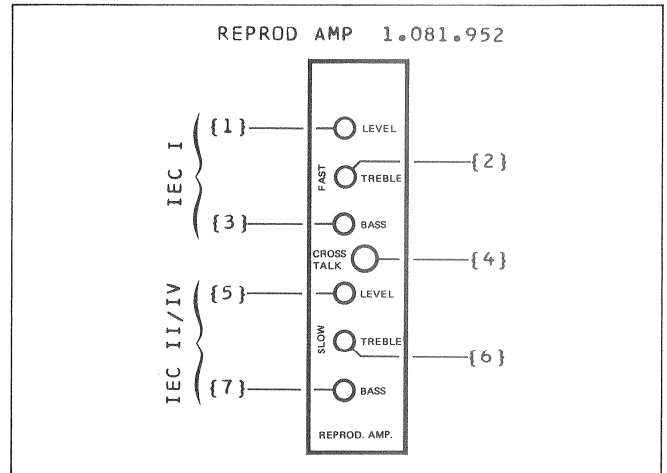 REPROD AMP 1.081.952
{1}
LEVEL
{2}
FAST
TREBLE
IEC I
{3}
BASS
CROSS
TALK
{4}
{5}
LEVEL
IEC II/IV
SLOW
TREBLE
{6}
{7}
BASS
REPROD. AMP.